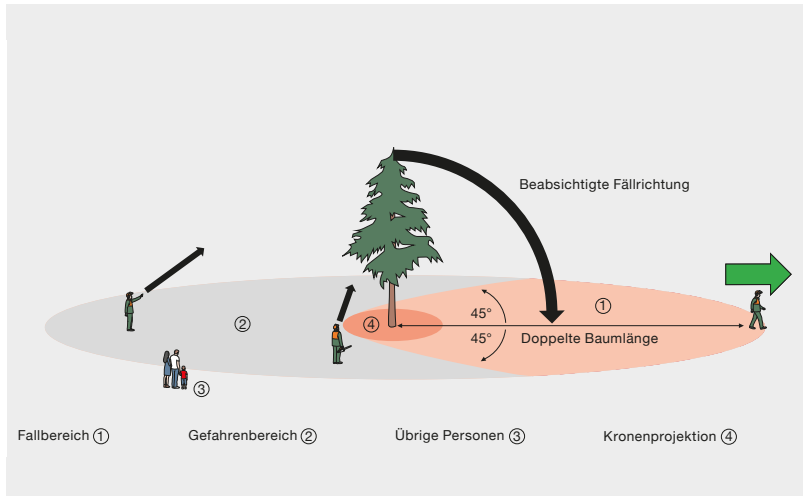 Beabsichtigte Fällrichtung
①
45°
②
④
45°
Doppelte Baumlänge
③
Fallbereich ①
Gefahrenbereich ②
Übrige Personen ③
Kronenprojektion ④